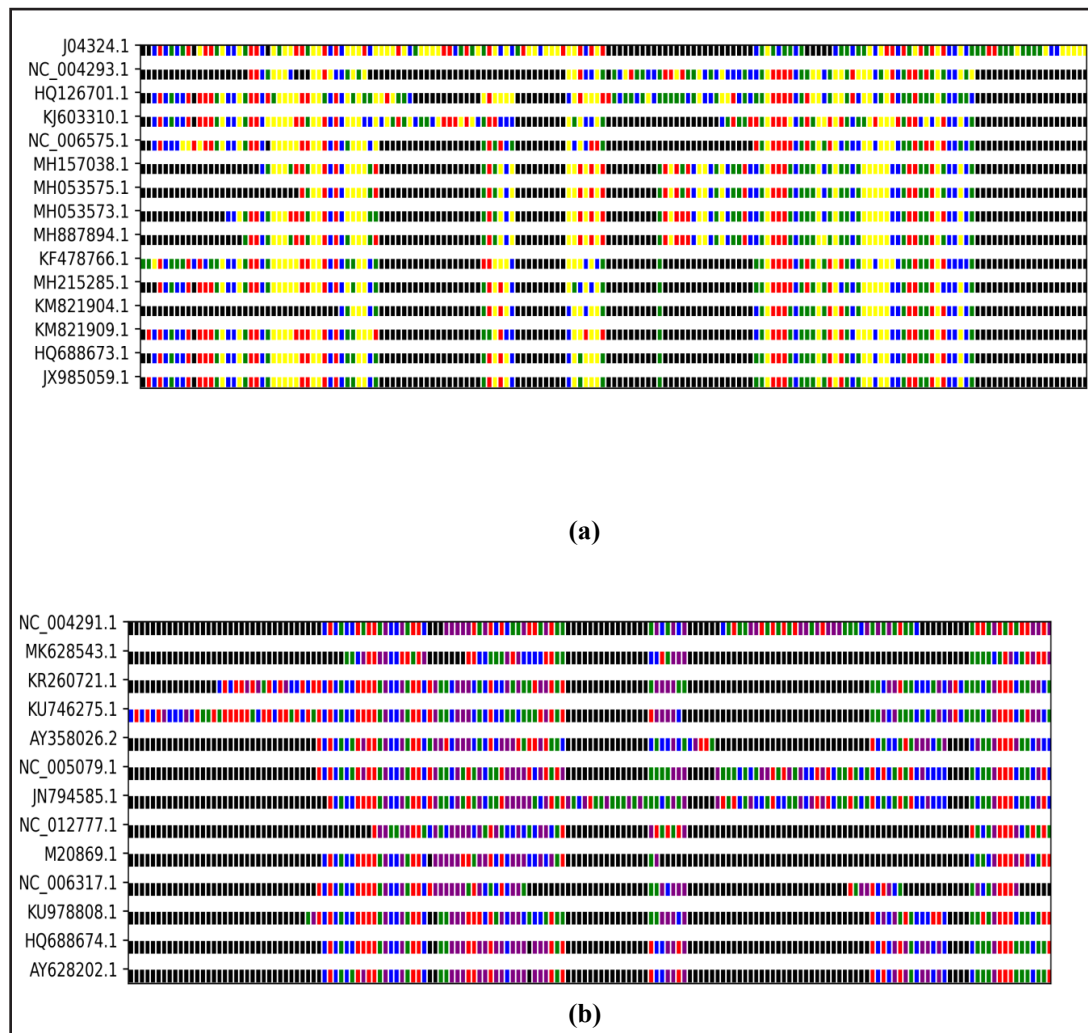 J04324.1
NC_004293.1
HQ126701.1
KJ603310.1
NC_006575.1
MH157038.1
MH053575.1
MH053573.1
MH887894.1
KF478766.1
MH215285.1
KM821904.1
KM821909.1
HQ688673.1
JX985059.1
(a)
NC_004291.1
MK628543.1
KR260721.1
KU746275.1
AY358026.2
NC_005079.1
JN794585.1
NC_012777.1
M20869.1
NC_006317.1
KU978808.1
HQ688674.1
AY628202.1
(b)